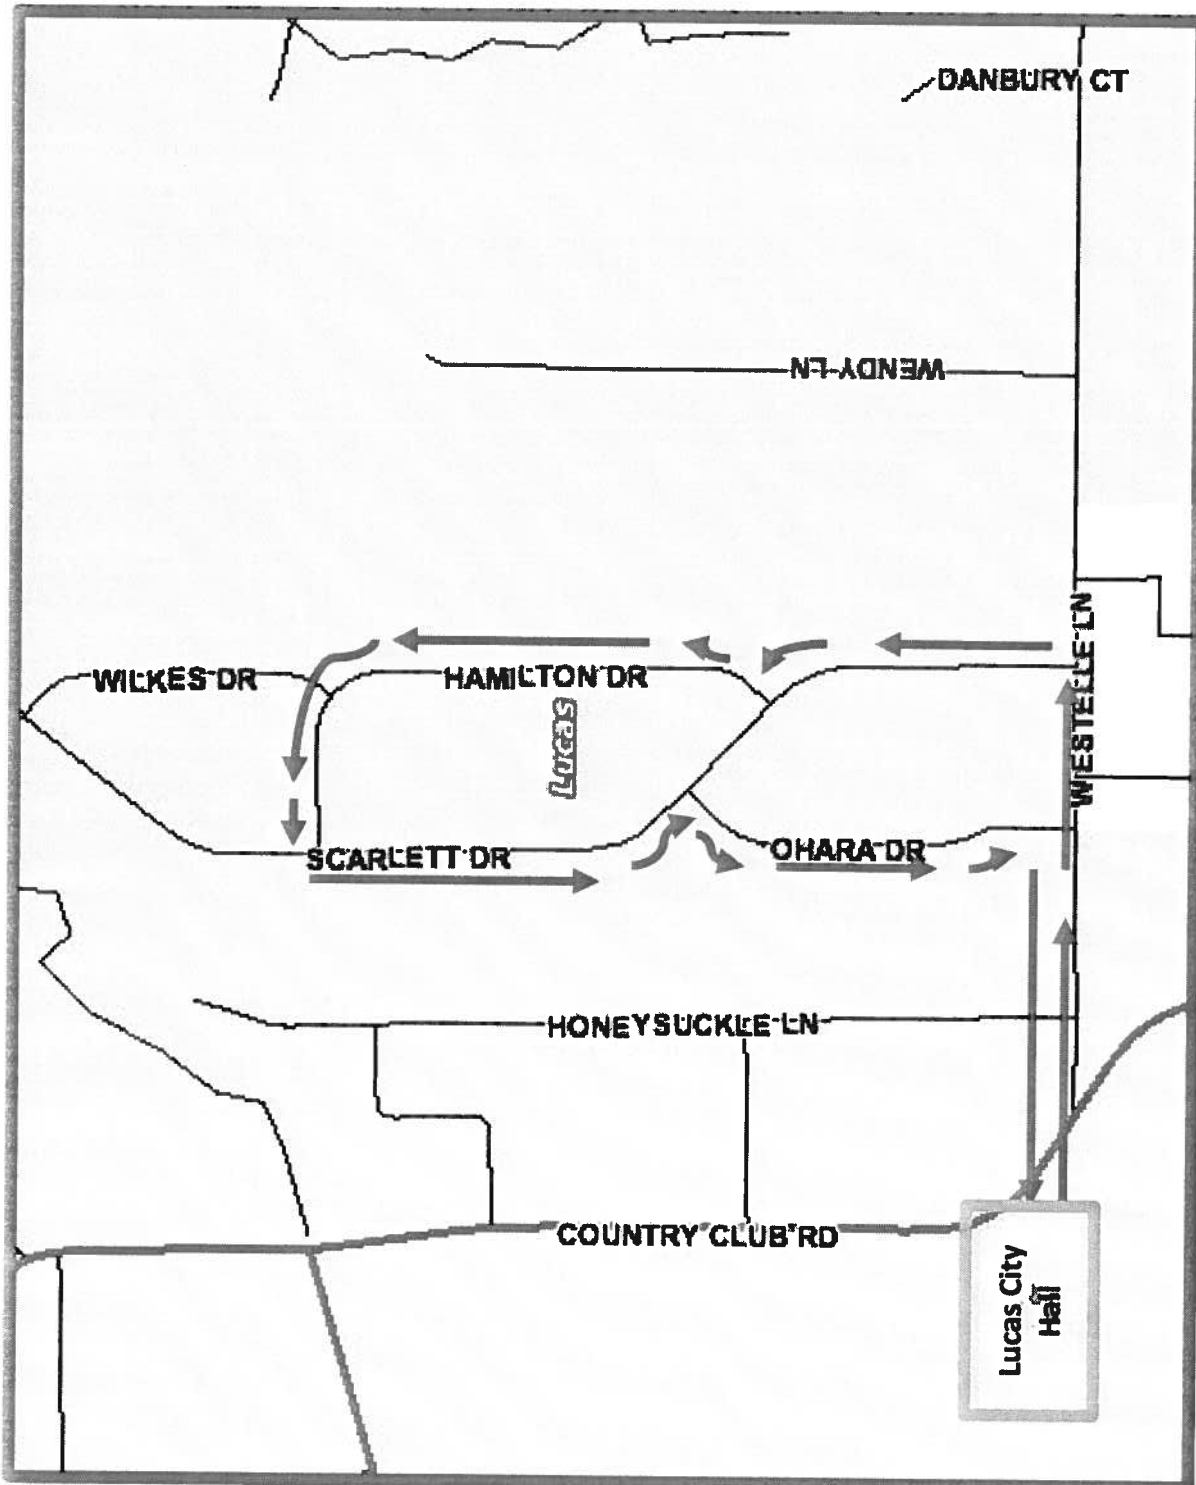 DANBURY CT
WENDY LN
WESTELLE LN
WILKES DR
HAMILTON DR
Lucas
SCARLETT DR
OHARA DR
HONEYSUCKLE LN
COUNTRY CLUB RD
Lucas City
Hall